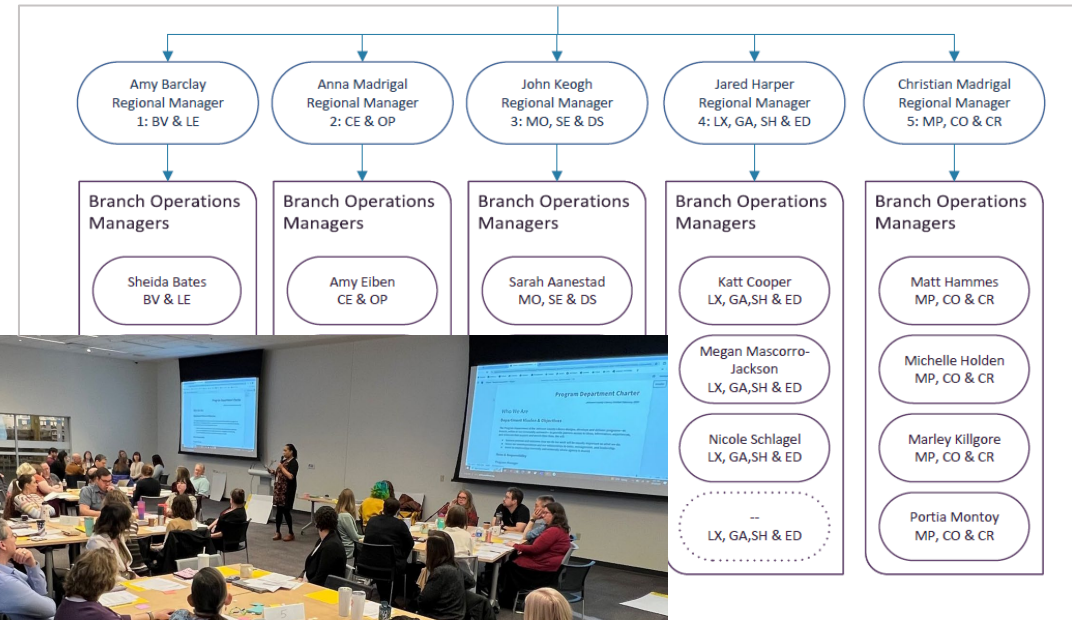 Amy Barclay
Regional Manager
1: BV & LE
Anna Madrigal
Regional Manager
2: CE & OP
John Keogh
Regional Manager
3: MO, SE & DS
Jared Harper
Regional Manager
4: LX, GA, SH & ED
Christian Madrigal
Regional Manager
5: MP, CO & CR
Branch Operations
Managers
Sheida Bates
BV & LE
Branch Operations
Managers
Amy Eiben
CE & OP
Branch Operations
Managers
Sarah Aanestad
MO, SE & DS
Branch Operations
Managers
Katt Cooper
LX, GA,SH & ED
Megan Mascorro-
Jackson
LX, GA,SH & ED
Nicole Schlagel
LX, GA,SH & ED
--
LX, GA,SH & ED
Branch Operations
Managers
Matt Hammes
MP, CO & CR
Michelle Holden
MP, CO & CR
Marley Killgore
MP, CO & CR
Portia Montoy
MP, CO & CR
Program Department Charter
Who We Are
Department Mission & Objectives
5